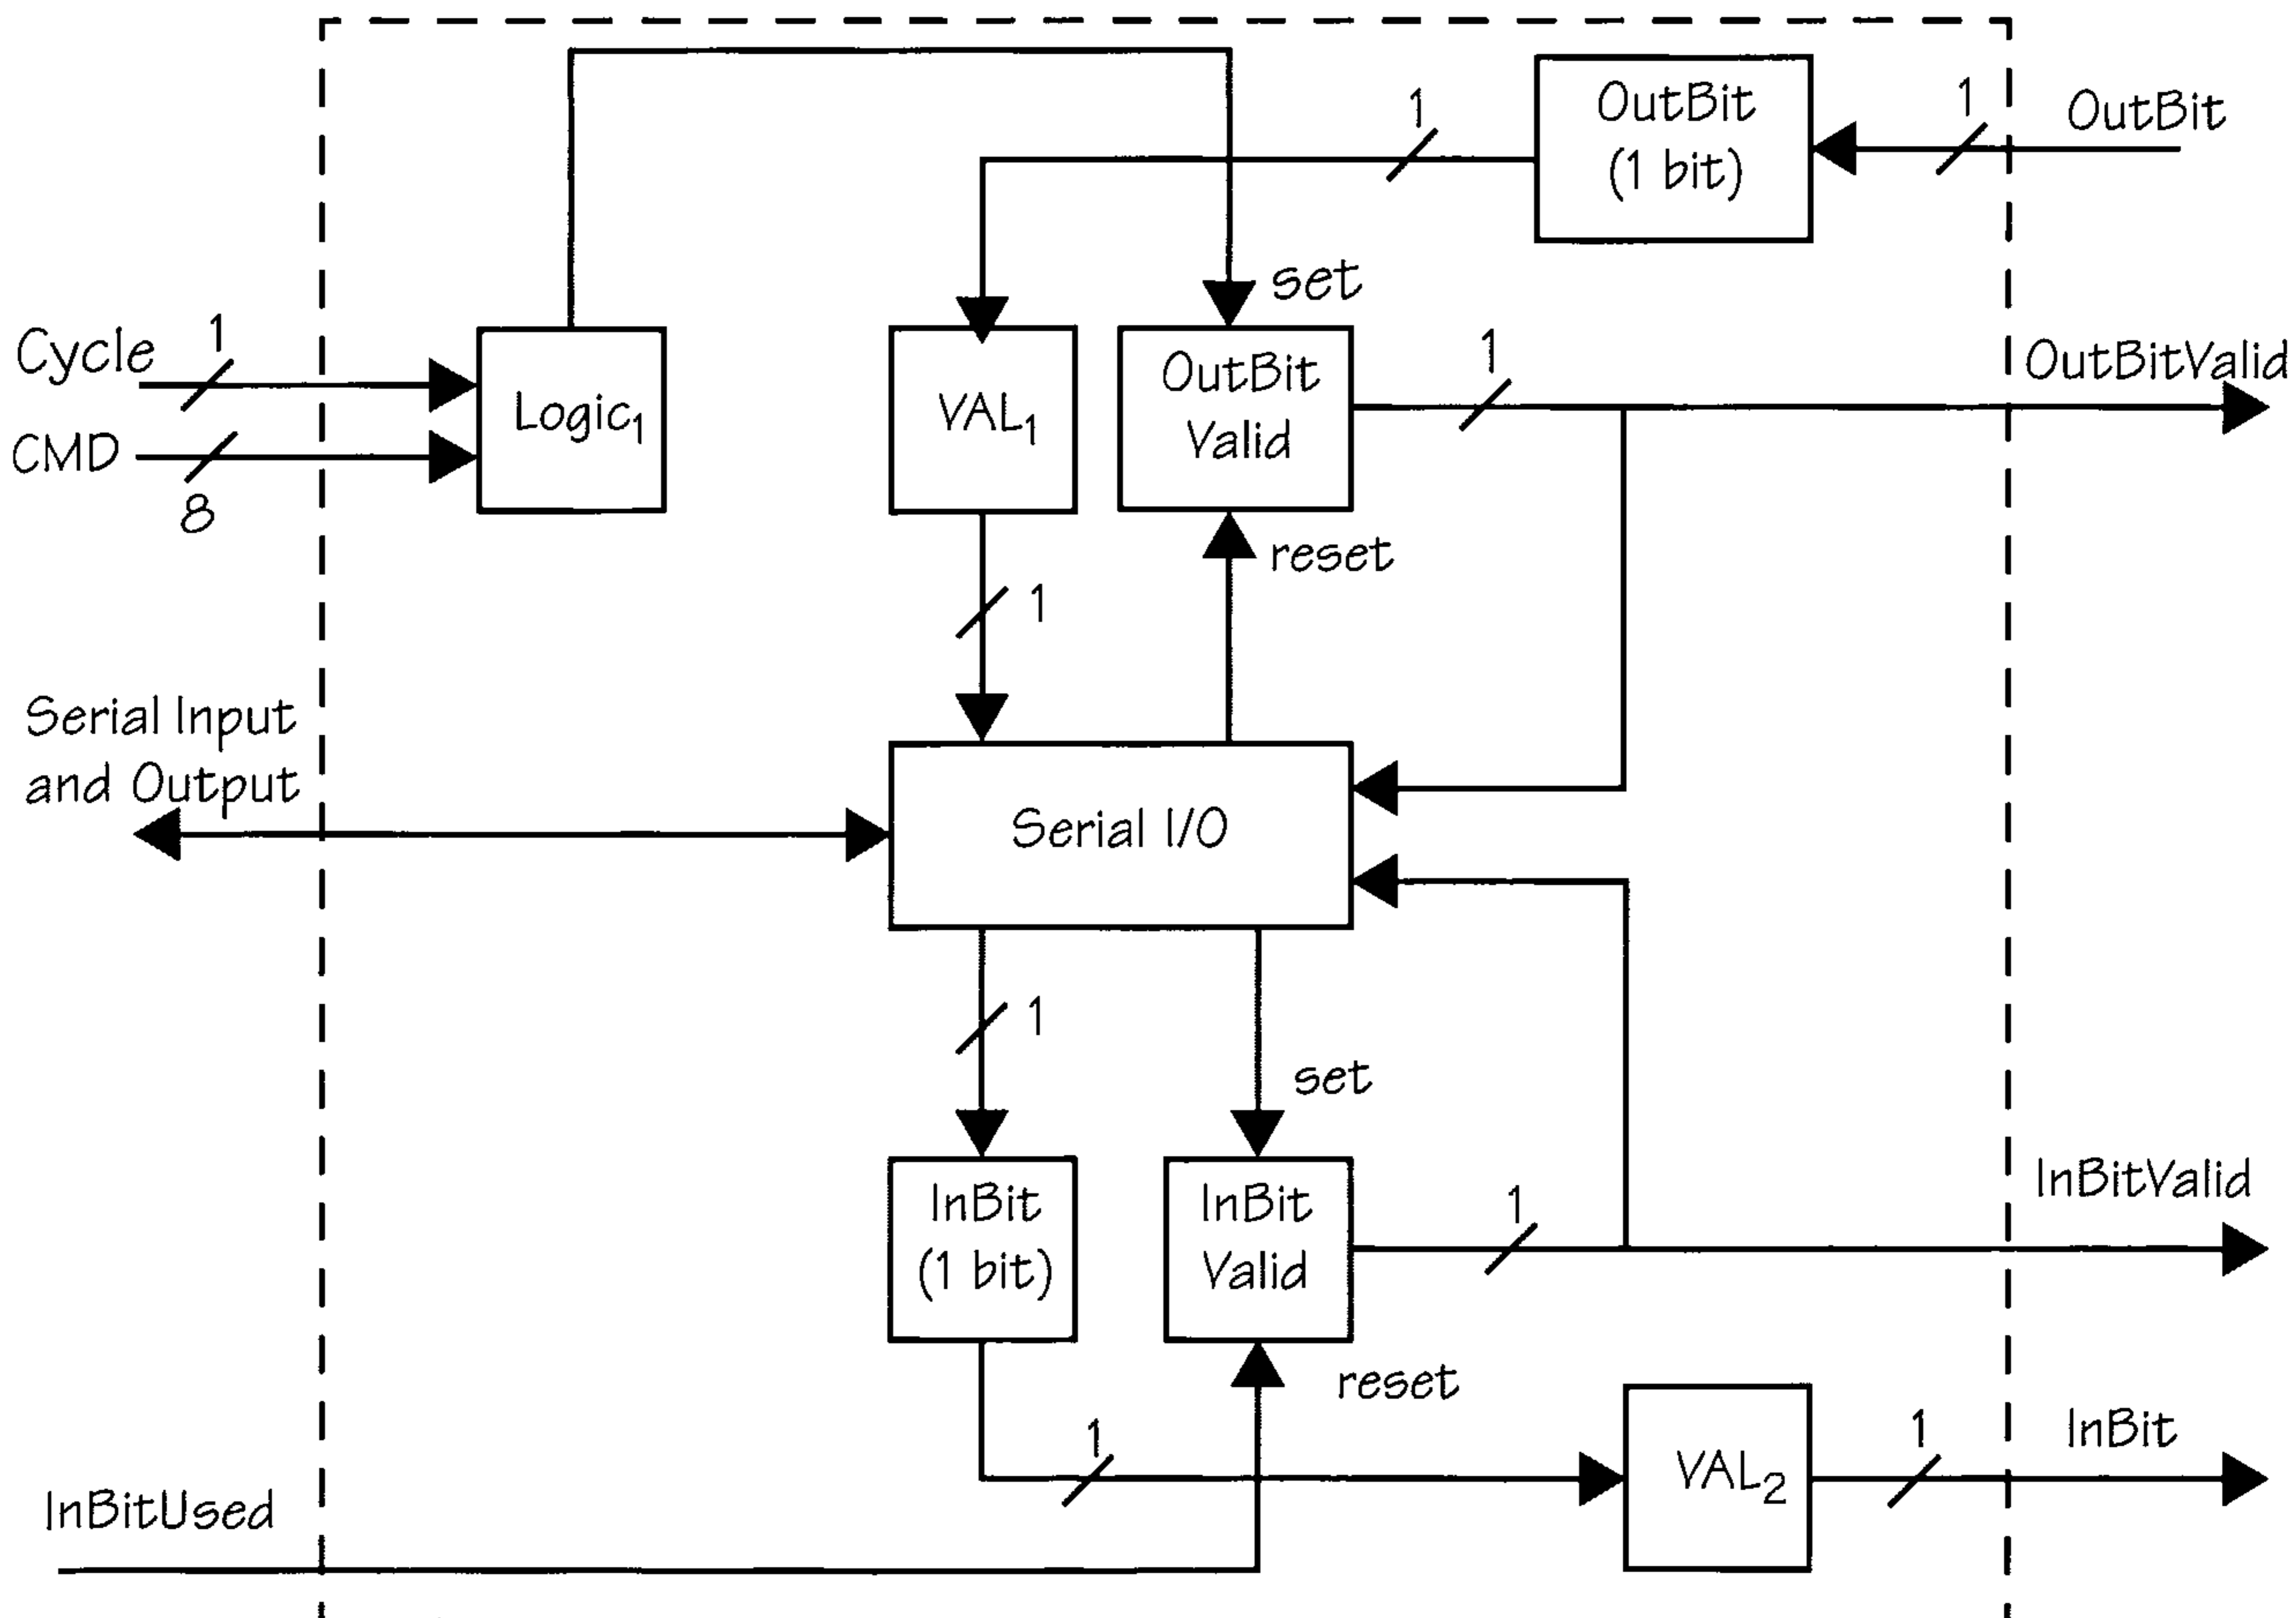 1
OutBit
(1 bit)
1
OutBit
set
Cycle
1
CMD
8
Logic1
VAL1
OutBit
Valid
1
OutBitValid
reset
1
Serial Input
and Output
Serial I/O
1
set
InBit
(1 bit)
InBit
Valid
1
InBitValid
reset
1
VAL2
1
InBit
InBitUsed